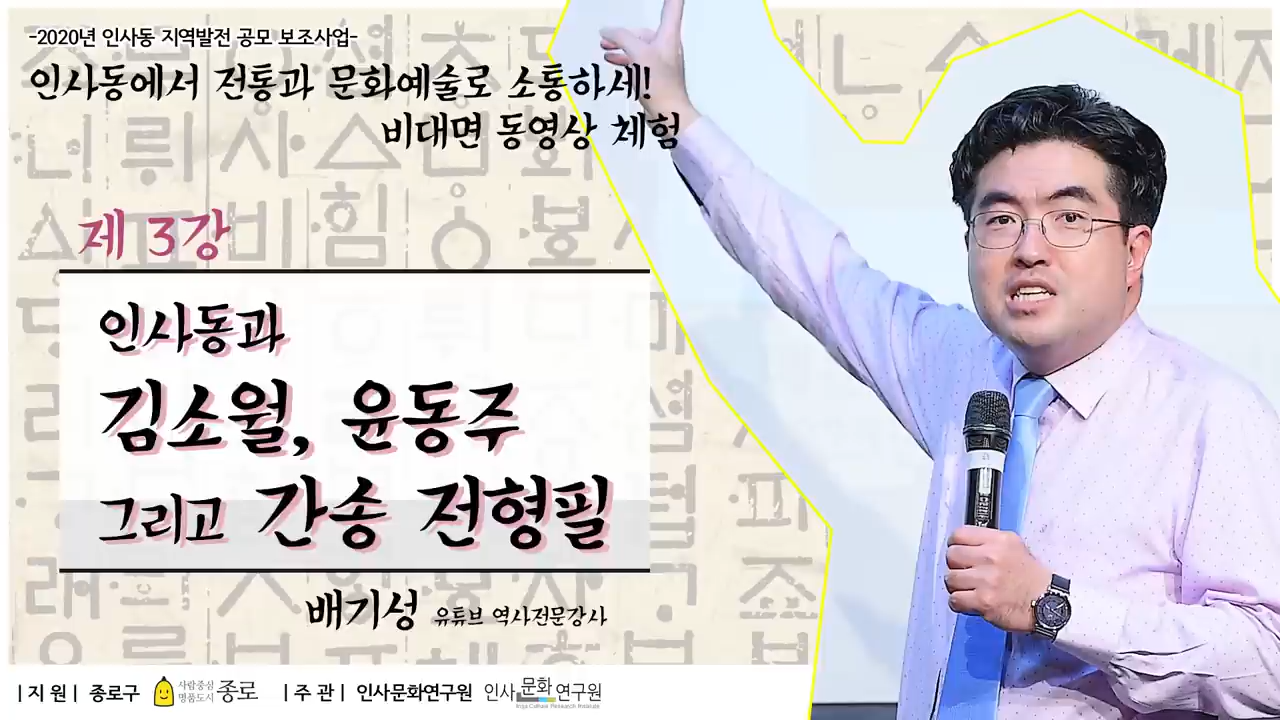 -2020년 인사동 지역발전 공모 보조사업-
인사동에서 전통과 문화예술로 소통하세!
비대면 동영상 체험
제 3강
인사동과
김소월, 윤동주
그리고 간송 전형필
배기성 유튜브 역사전문강사
|지 원| 종로구 사람중심 명품도시 종로 |주 관| 인사문화연구원 인사문화연구원
Insa Culture Research Institute